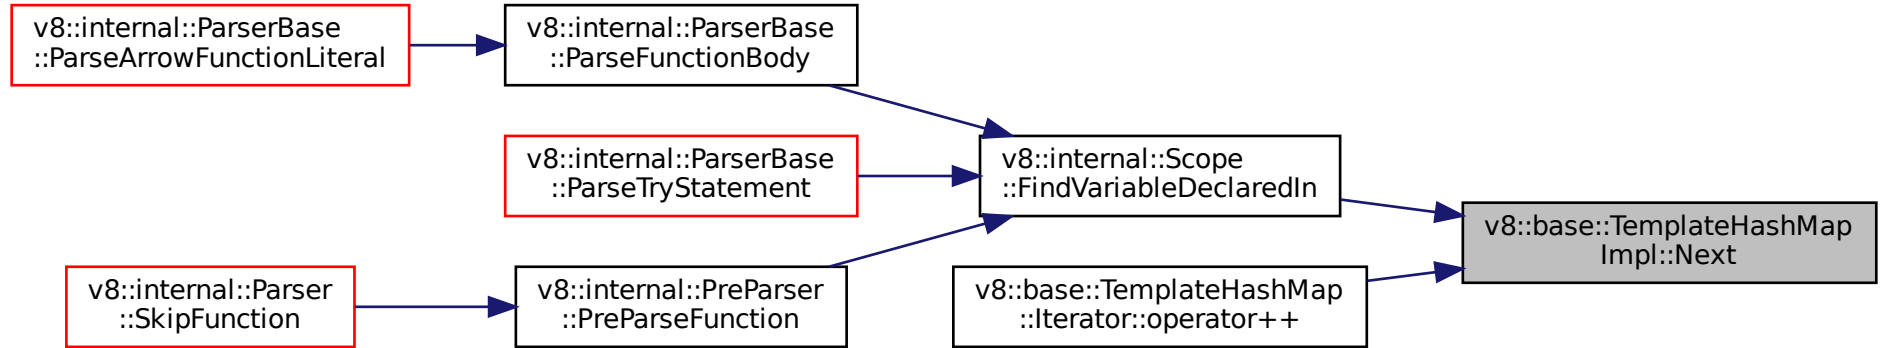 v8::internal::ParserBase
::ParseArrowFunctionLiteral
v8::internal::ParserBase
::ParseFunctionBody
v8::internal::ParserBase
::ParseTryStatement
v8::internal::Scope
::FindVariableDeclaredIn
v8::base::TemplateHashMap
Impl::Next
v8::internal::Parser
::SkipFunction
v8::internal::PreParser
::PreParseFunction
v8::base::TemplateHashMap
::Iterator::operator++